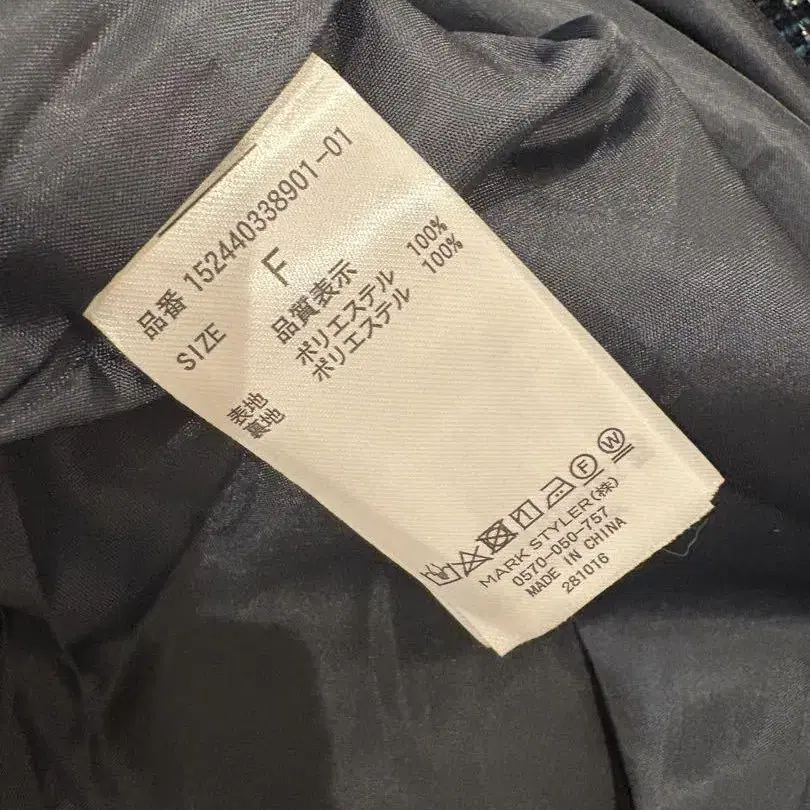 品番 152440338901-01
SIZE F
品質表示
表地 ポリエステル 100%
裏地 ポリエステル 100%
F W
MARK STYLER(株)
0570-050-757
MADE IN CHINA
281016